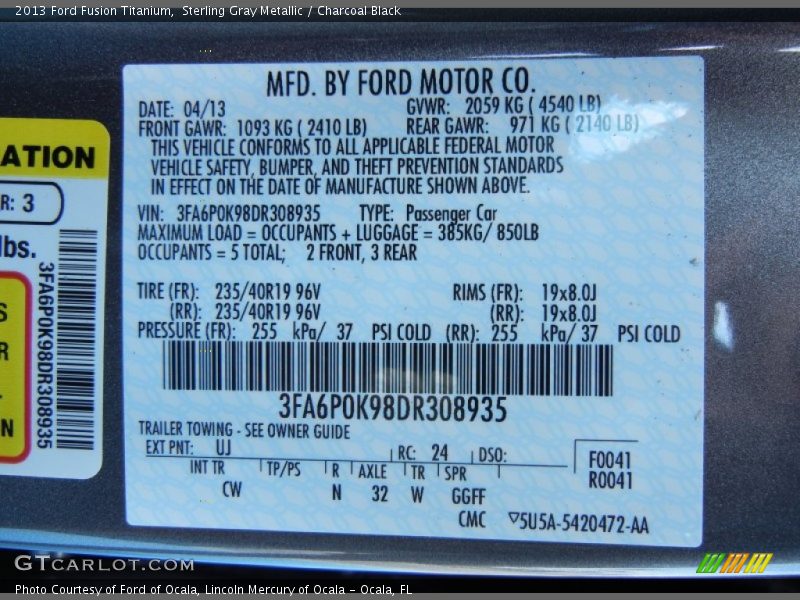 2013 Ford Fusion Titanium,  Sterling Gray Metallic / Charcoal Black
MFD. BY FORD MOTOR CO.
DATE: 04/13 GVWR: 2059 KG ( 4540 LB)
FRONT GAWR: 1093 KG ( 2410 LB) REAR GAWR: 971 KG ( 2140 LB)
THIS VEHICLE CONFORMS TO ALL APPLICABLE FEDERAL MOTOR
VEHICLE SAFETY, BUMPER, AND THEFT PREVENTION STANDARDS
IN EFFECT ON THE DATE OF MANUFACTURE SHOWN ABOVE.
VIN: 3FA6P0K98DR308935 TYPE: Passenger Car
MAXIMUM LOAD = OCCUPANTS + LUGGAGE = 385KG/ 850LB
OCCUPANTS = 5 TOTAL; 2 FRONT, 3 REAR
TIRE (FR): 235/40R19 96V RIMS (FR): 19x8.0J
(RR): 235/40R19 96V (RR): 19x8.0J
PRESSURE (FR): 255 kPa/ 37 PSI COLD (RR): 255 kPa/ 37 PSI COLD
3FA6P0K98DR308935
TRAILER TOWING - SEE OWNER GUIDE
EXT PNT: UJ RC: 24 DSO:
INT TR TP/PS R AXLE TR SPR
CW N 32 W GGFF
F0041
R0041
CMC ▽5U5A-5420472-AA
ATION
R: 3
lbs.
3FA6P0K98DR308935
S
R
N
GTCARLOT.COM
Photo Courtesy of Ford of Ocala, Lincoln Mercury of Ocala - Ocala, FL